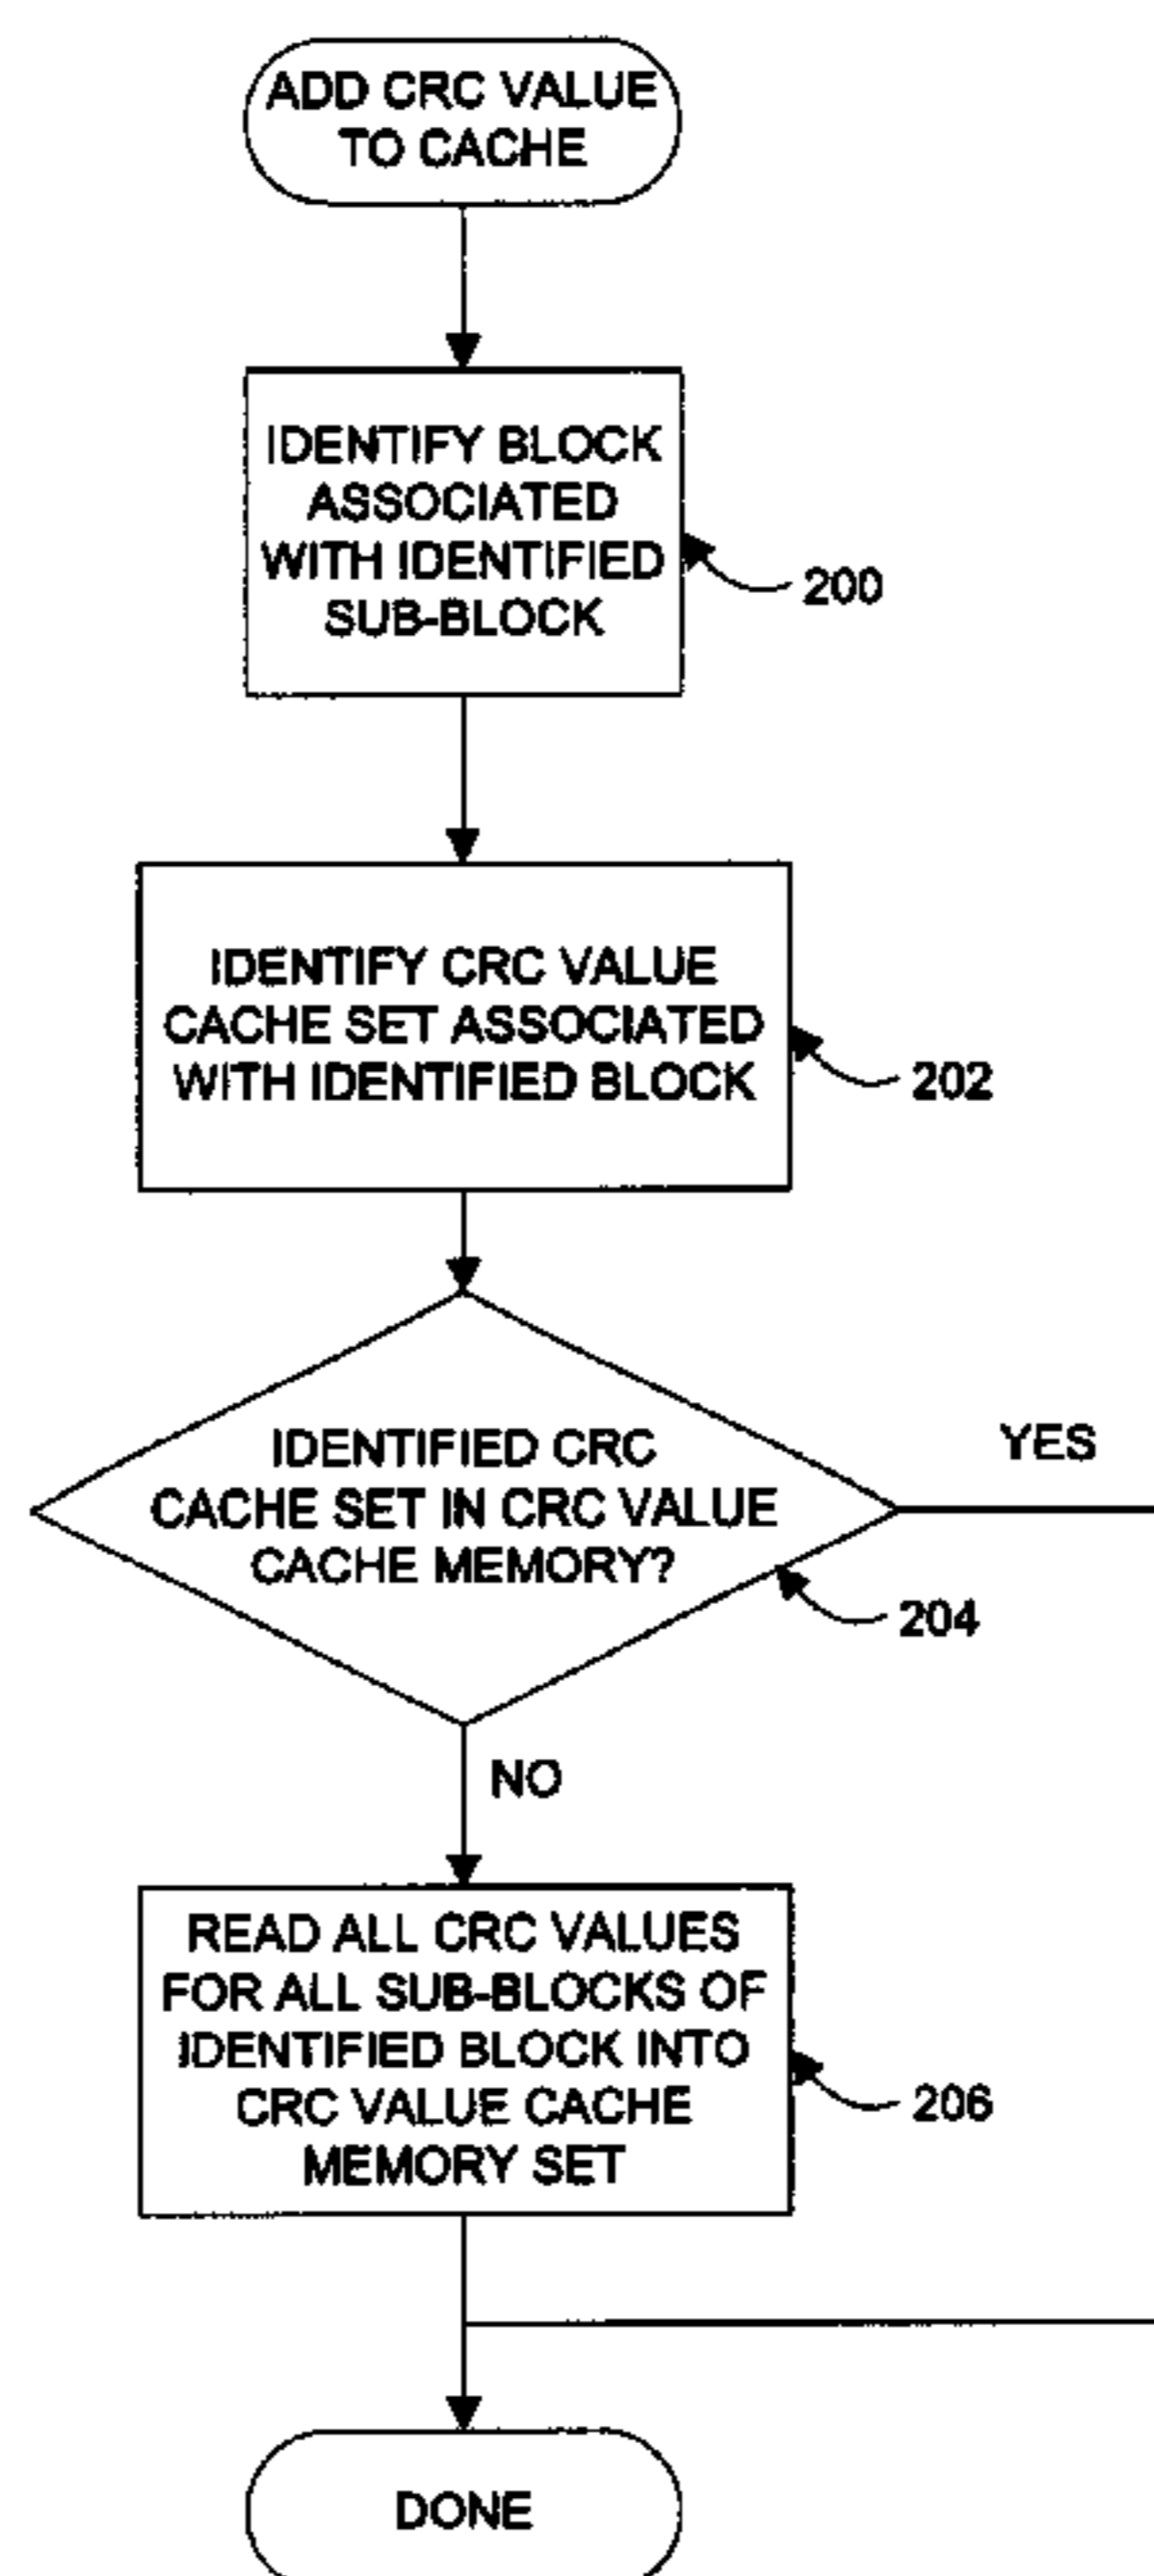 ADD CRC VALUE
TO CACHE
IDENTIFY BLOCK
ASSOCIATED
WITH IDENTIFIED
SUB-BLOCK
200
IDENTIFY CRC VALUE
CACHE SET ASSOCIATED
WITH IDENTIFIED BLOCK
202
IDENTIFIED CRC
CACHE SET IN CRC VALUE
CACHE MEMORY?
YES
204
NO
READ ALL CRC VALUES
FOR ALL SUB-BLOCKS OF
IDENTIFIED BLOCK INTO
CRC VALUE CACHE
MEMORY SET
206
DONE